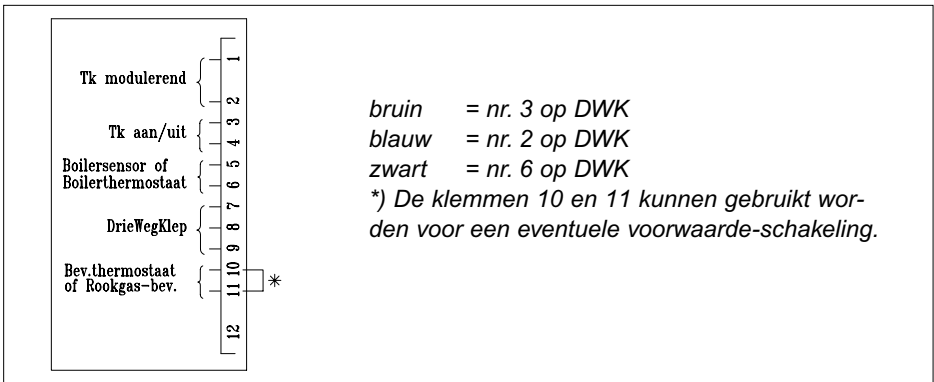 Tk modulerend
Tk aan/uit
Boilersensor of
Boilerthermostaat
DrieWegKlep
Bev.thermostaat
of Rookgas-bev.
1
2
3
4
5
6
7
8
9
10
11
12
*
bruin = nr. 3 op DWK
blauw = nr. 2 op DWK
zwart = nr. 6 op DWK
*) De klemmen 10 en 11 kunnen gebruikt wor-
den voor een eventuele voorwaarde-schakeling.